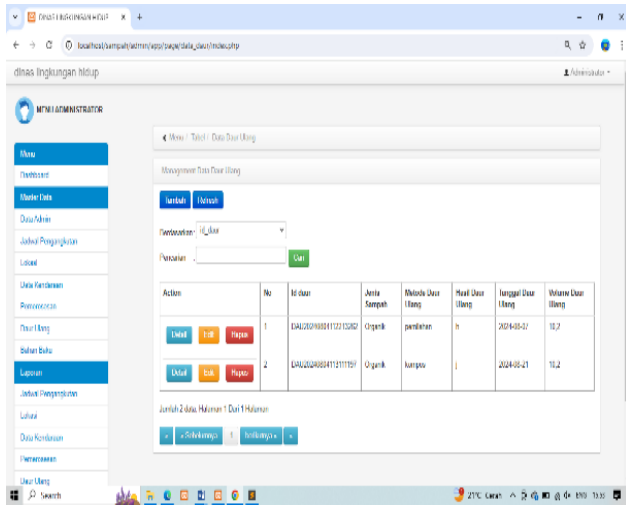 DINAS LINGKUNGAN HIDUP
localhost/sampah/admin/app/page/data_daur/index.php
dinas lingkungan hidup
Administrator
MENU ADMINISTRATOR
Menu / Tabel / Data Daur Ulang
Menu
Dashboard
Master Data
Data Admin
Jadwal Pengangkutan
Lokasi
Data Kendaraan
Pemrosesan
Daur Ulang
Bahan Baku
Laporan
Jadwal Pengangkutan
Lokasi
Data Kendaraan
Pemrosesan
Daur Ulang
Management Data Daur Ulang
Tambah Refresh
Berdasarkan : id_daur
Pencarian :
Cari
Action No Id daur Jenis Sampah Metode Daur Ulang Hasil Daur Ulang Tanggal Daur Ulang Volume Daur Ulang
Detail Edit Hapus 1 Organik pemilahan h 2024-08-07 10,2
Detail Edit Hapus 2 Organik kompos j 2024-08-21 10,2
Jumlah 2 data, Halaman 1 Dari 1 Halaman
« « Sebelumnya 1 berikutnya » »
Search
21°C Cerah
ENG